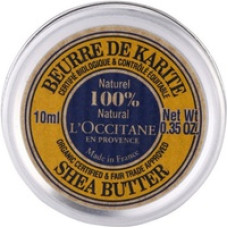 BEURRE DE KARITÉ
CERTIFIÉ BIOLOGIQUE & CONTRÔLE ÉQUITABLE
Naturel
100%
Natural
10ml
Net Wt
0.35 OZ.
L'OCCITANE
EN PROVENCE
Made in France
ORGANIC CERTIFIED & FAIR TRADE APPROVED
SHEA BUTTER